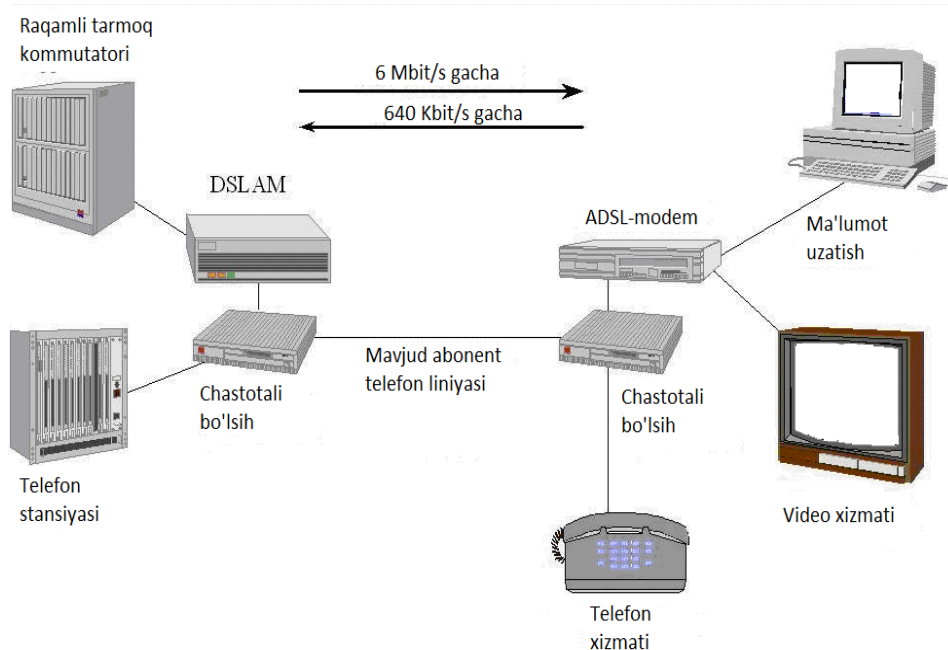 Raqamli tarmoq
kommutatori
6 Mbit/s gacha
640 Kbit/s gacha
DSLAM
ADSL-modem
Ma'lumot
uzatish
Mavjud abonent
telefon liniyasi
Chastotali
bo'lsih
Chastotali
bo'lsih
Telefon
stansiyasi
Video xizmati
Telefon
xizmati